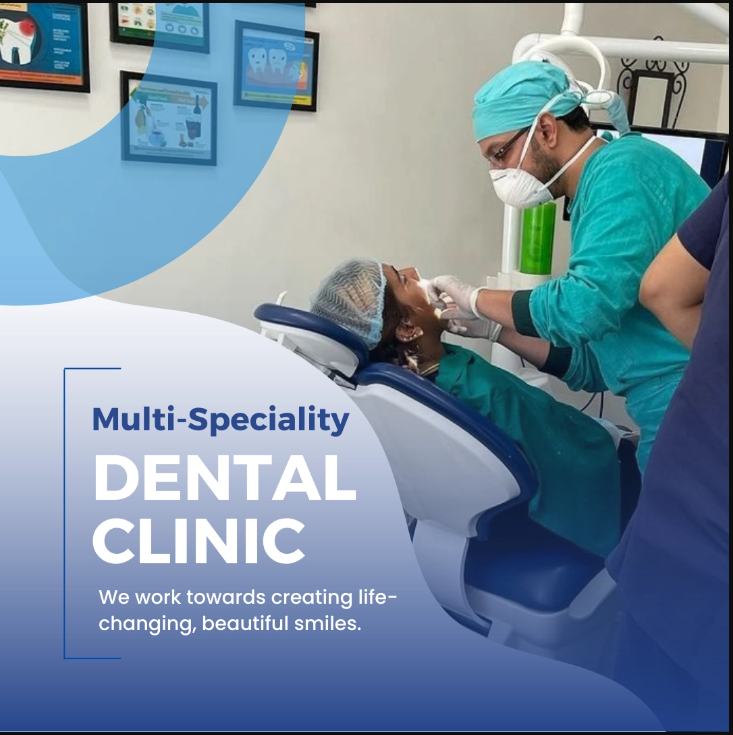 Multi-Speciality
DENTAL
CLINIC
We work towards creating life-
changing, beautiful smiles.